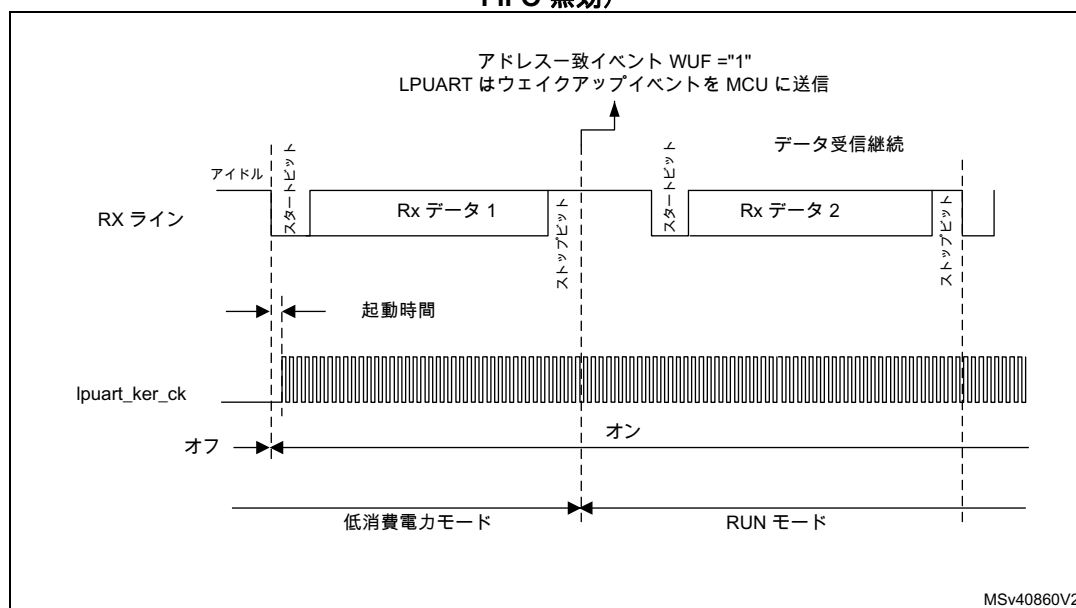 FIFO 無効)
アドレス一致イベント WUF ="1"
LPUART はウェイクアップイベントを MCU に送信
データ受信継続
アイドル
スタートビット
スタートビット
RX ライン
Rx データ 1
Rx データ 2
ストップビット
ストップビット
起動時間
lpuart_ker_ck
オフ
オン
低消費電力モード
RUN モード
MSv40860V2